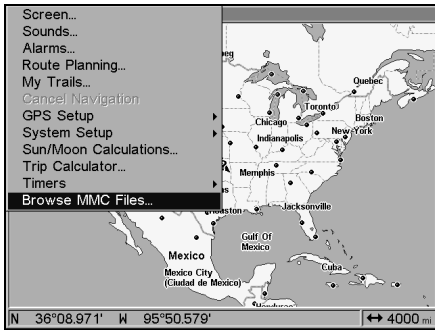 Screen...
Sounds...
Alarms...
Route Planning...
My Trails...
Cancel Navigation
GPS Setup
System Setup
Sun/Moon Calculations...
Trip Calculator...
Timers
Browse MMC Files...
peg
Quebec
Toronto
Chicago
Boston
New York
Indianapolis
Memphis
Houston
Jacksonville
Gulf Of
Mexico
Mexico
Mexico City
(Ciudad de Mexico)
Cuba
N 36°08.971' W 95°50.579' 4000 mi